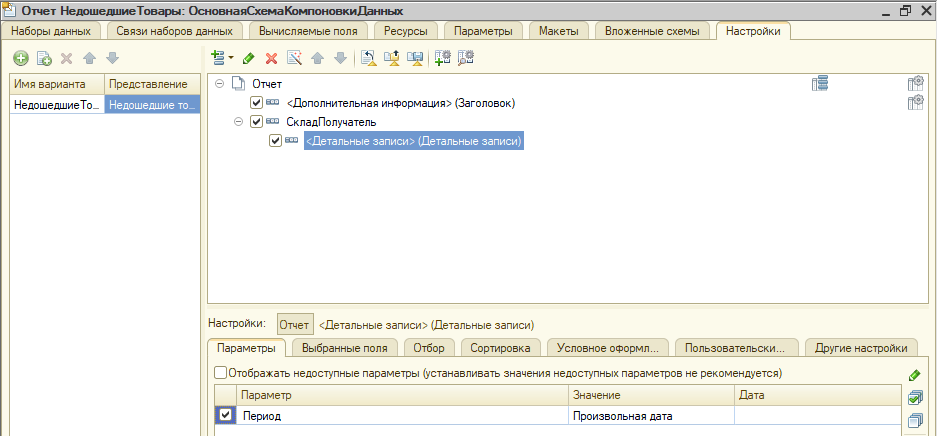 Отчет НедошедшиеТовары: ОсновнаяСхемаКомпоновкиДанных
Наборы данных Связи наборов данных Вычисляемые поля Ресурсы Параметры Макеты Вложенные схемы Настройки
Имя варианта Представление
НедошедшиеТо... Недошедшие то...
Отчет
<Дополнительная информация> (Заголовок)
СкладПолучатель
<Детальные записи> (Детальные записи)
Настройки: Отчет <Детальные записи> (Детальные записи)
Параметры Выбранные поля Отбор Сортировка Условное оформл... Пользовательски... Другие настройки
Отображать недоступные параметры (устанавливать значения недоступных параметров не рекомендуется)
Параметр Значение Дата
Период Произвольная дата